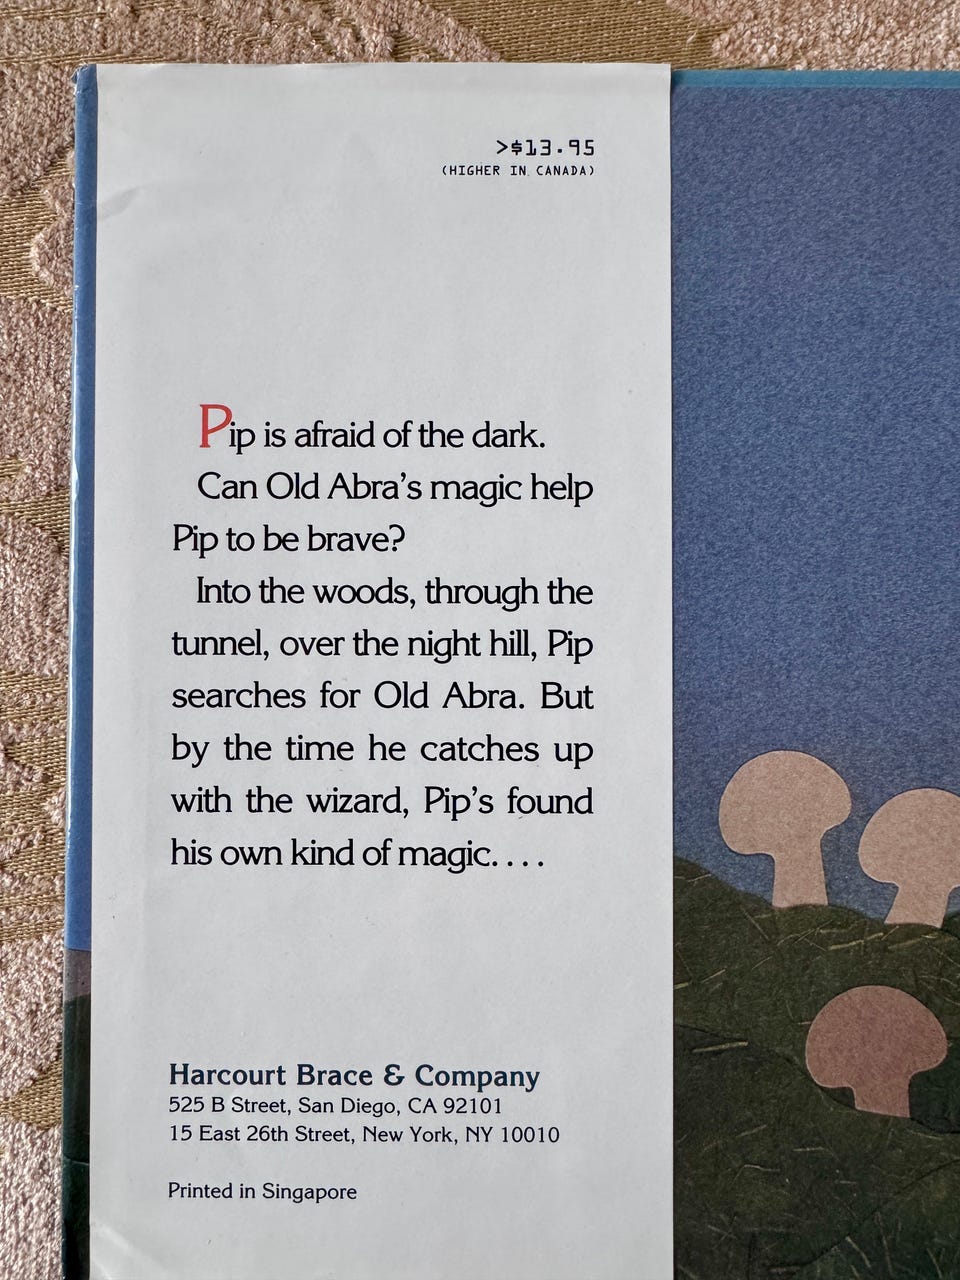 >$13.95
(HIGHER IN CANADA)
Pip is afraid of the dark.
Can Old Abra's magic help
Pip to be brave?
Into the woods, through the
tunnel, over the night hill, Pip
searches for Old Abra. But
by the time he catches up
with the wizard, Pip's found
his own kind of magic. . . .
Harcourt Brace & Company
525 B Street, San Diego, CA 92101
15 East 26th Street, New York, NY 10010
Printed in Singapore